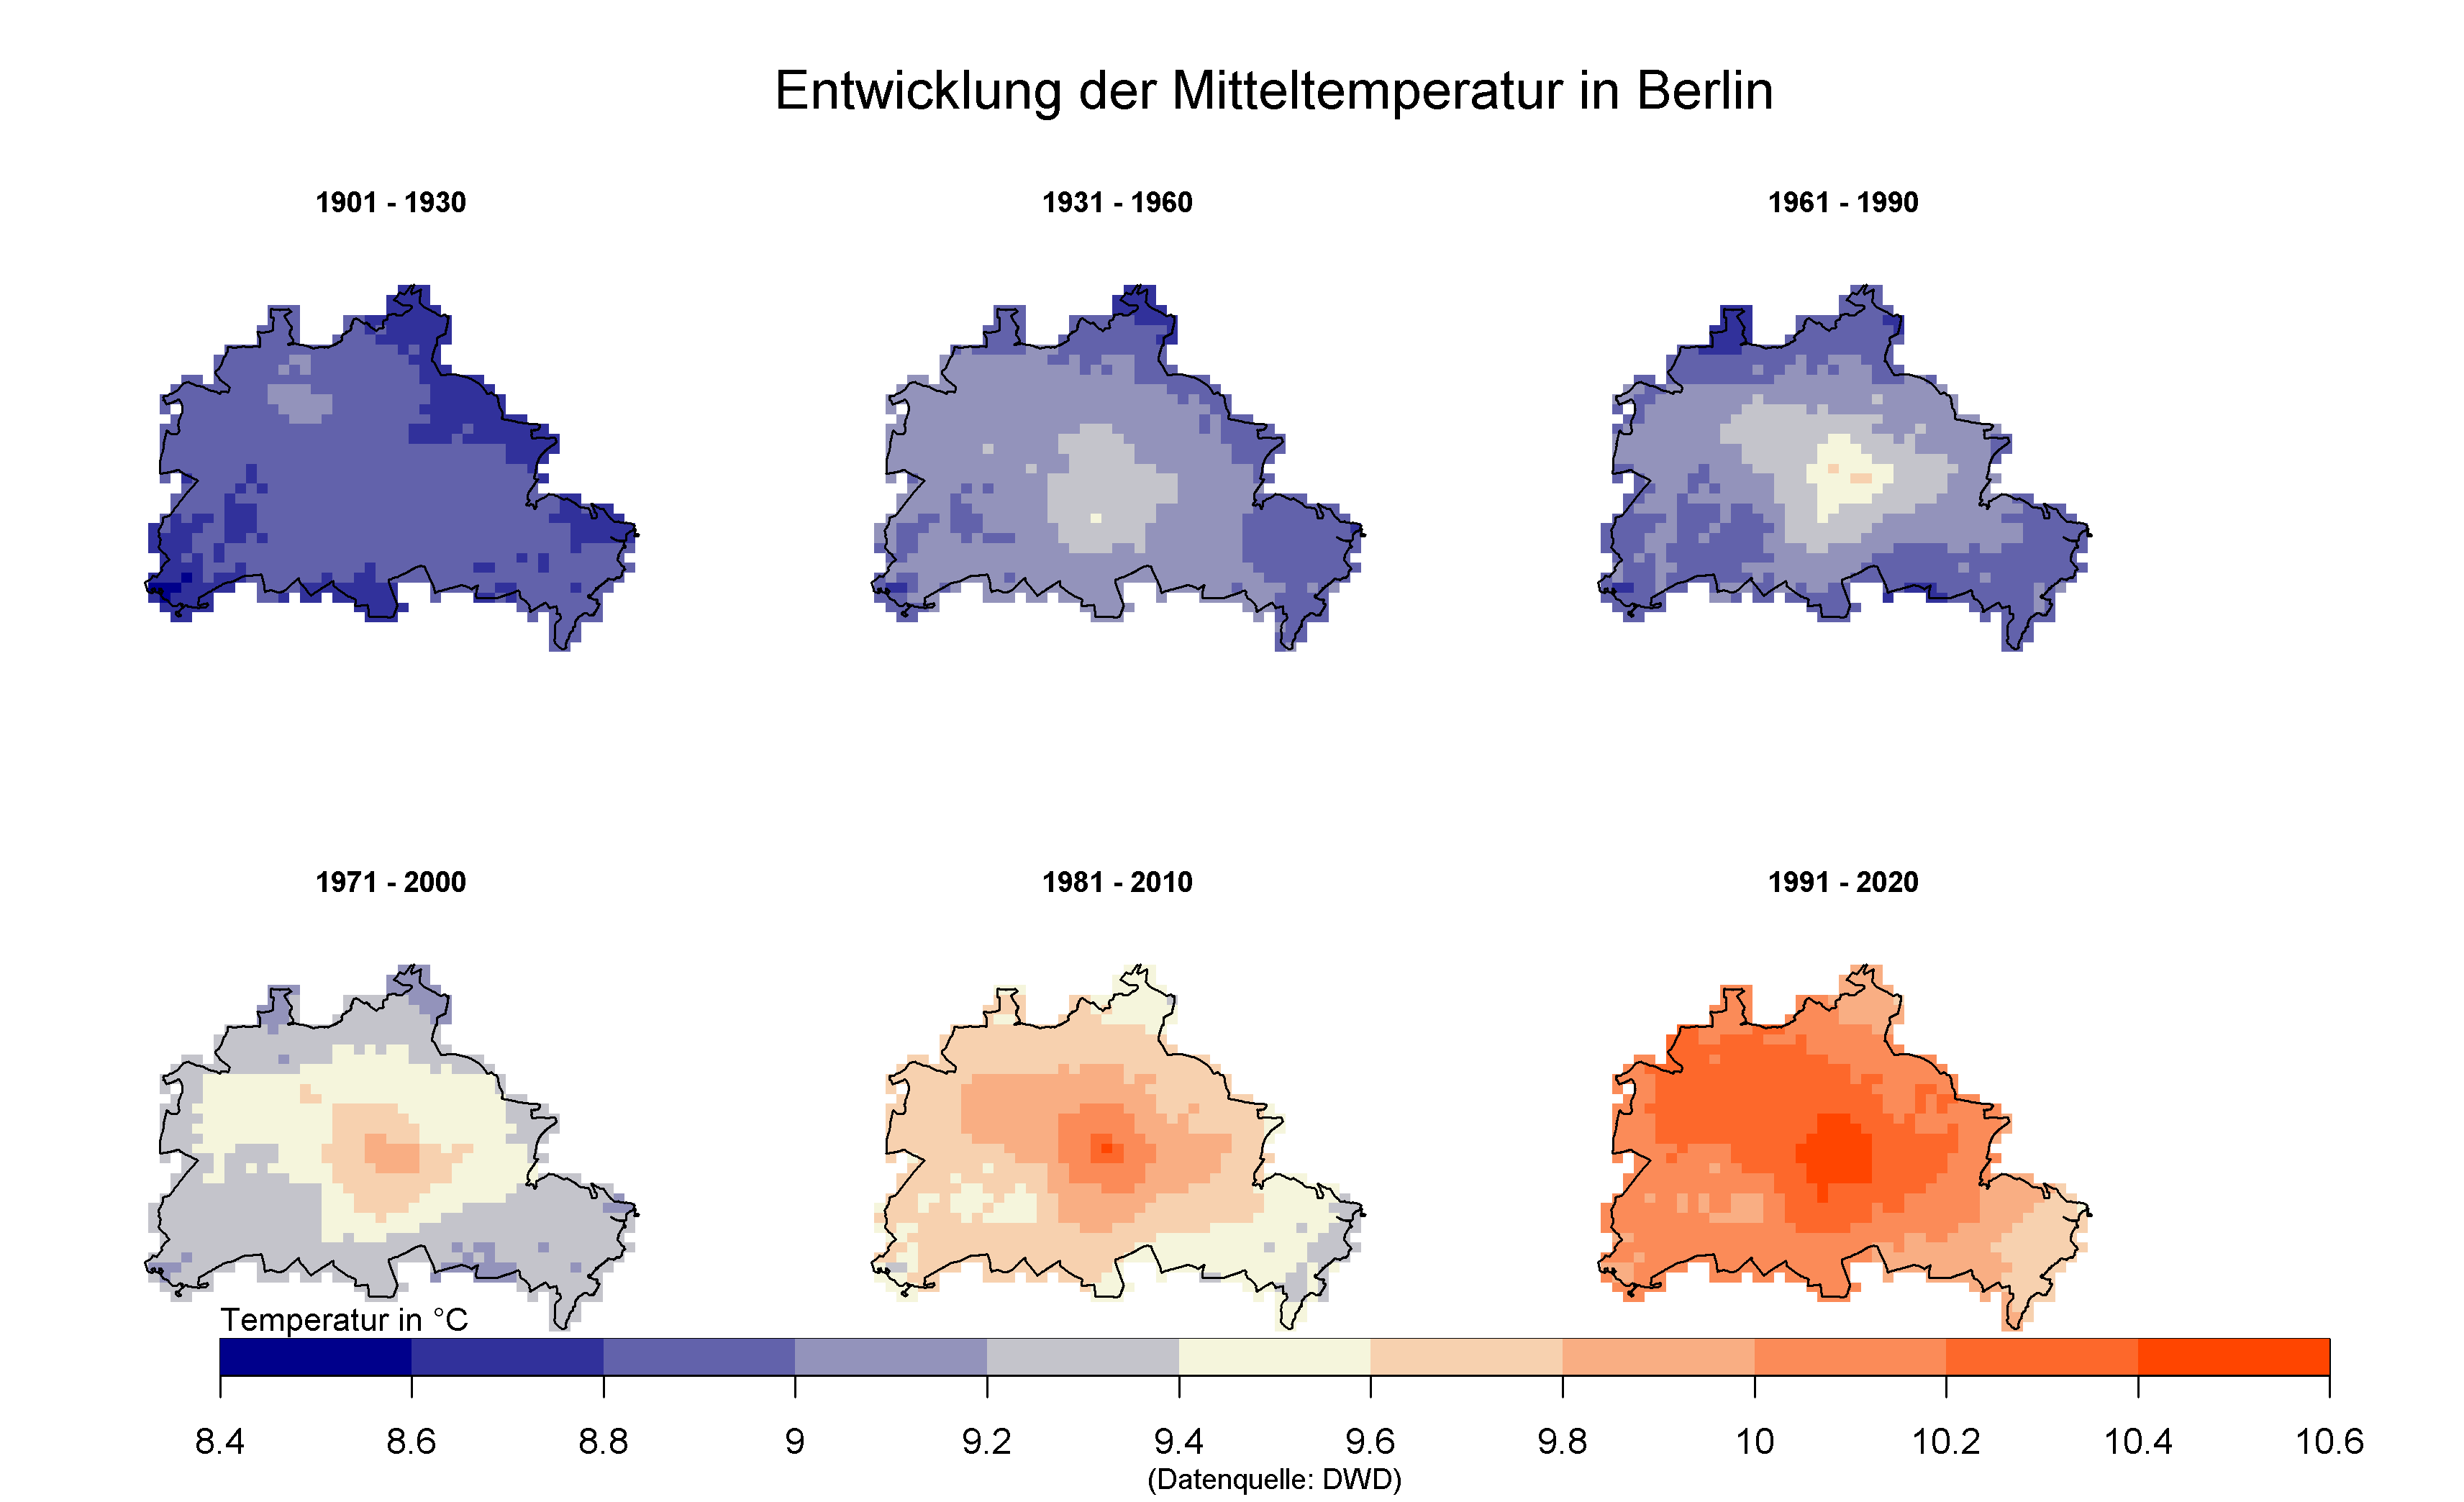 Entwicklung der Mitteltemperatur in Berlin
1901 - 1930
1931 - 1960
1961 - 1990
1971 - 2000
1981 - 2010
1991 - 2020
Temperatur in °C
8.4 8.6 8.8 9 9.2 9.4 9.6 9.8 10 10.2 10.4 10.6
(Datenquelle: DWD)